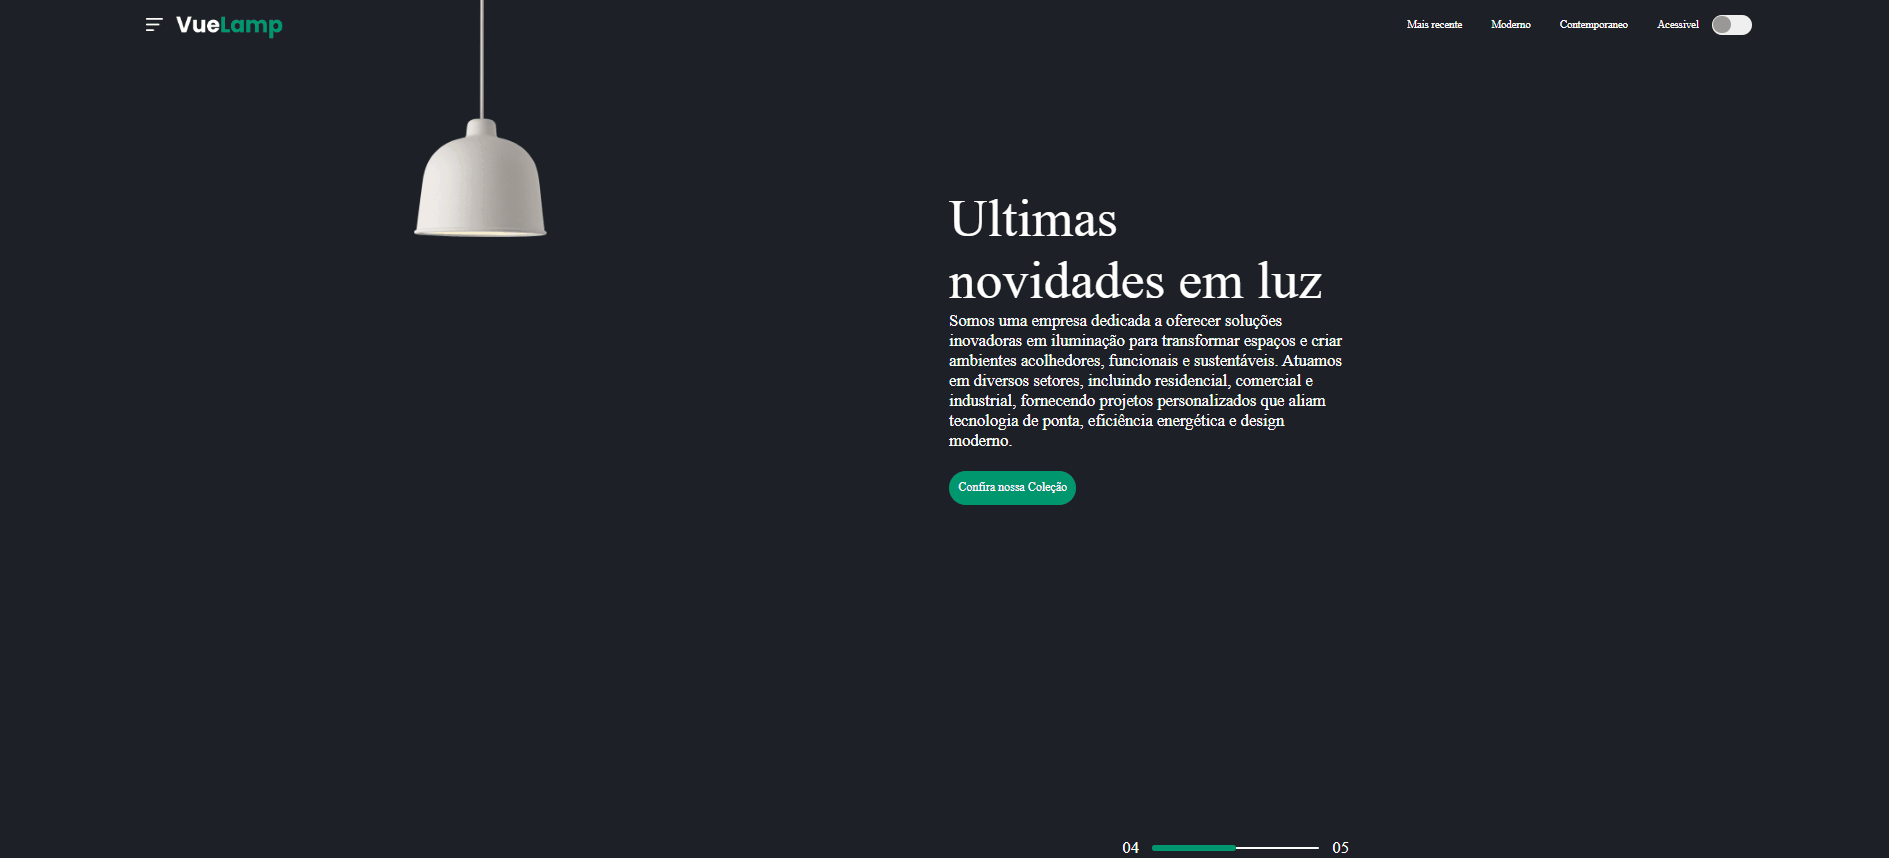 VueLamp
Mais recente
Moderno
Contemporaneo
Acessivel
Ultimas
novidades em luz
Somos uma empresa dedicada a oferecer soluções
inovadoras em iluminação para transformar espaços e criar
ambientes acolhedores, funcionais e sustentáveis. Atuamos
em diversos setores, incluindo residencial, comercial e
industrial, fornecendo projetos personalizados que aliam
tecnologia de ponta, eficiência energética e design
moderno.
Confira nossa Coleção
04
05